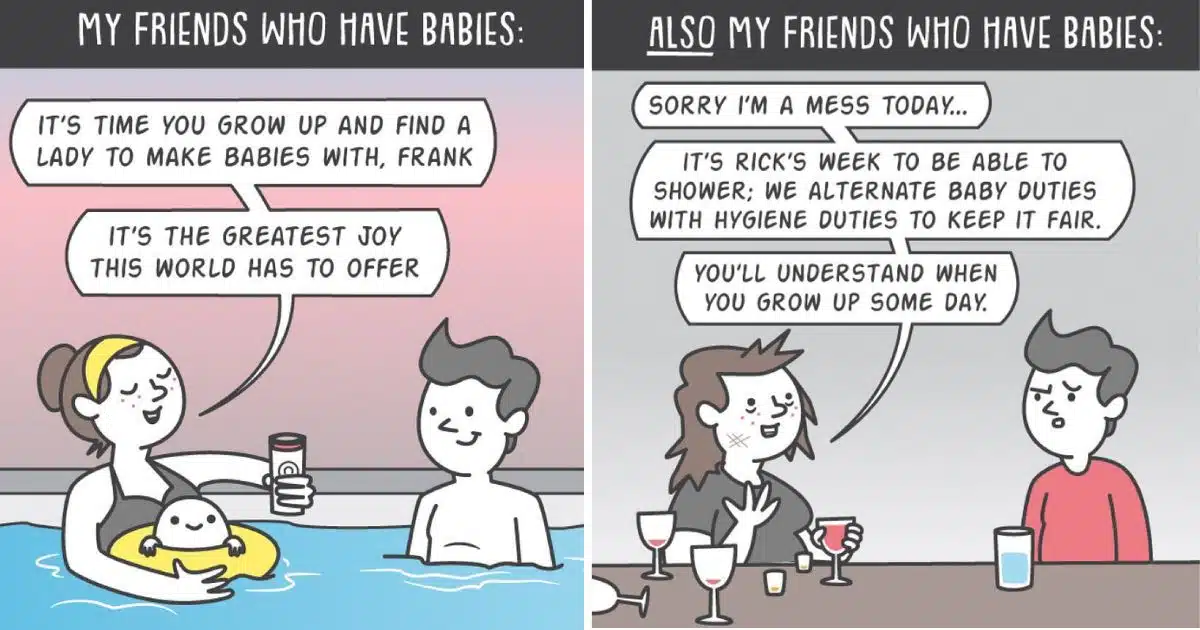 MY FRIENDS WHO HAVE BABIES:
IT'S TIME YOU GROW UP AND FIND A
LADY TO MAKE BABIES WITH, FRANK
IT'S THE GREATEST JOY
THIS WORLD HAS TO OFFER
ALSO MY FRIENDS WHO HAVE BABIES:
SORRY I'M A MESS TODAY...
IT'S RICK'S WEEK TO BE ABLE TO
SHOWER; WE ALTERNATE BABY DUTIES
WITH HYGIENE DUTIES TO KEEP IT FAIR.
YOU'LL UNDERSTAND WHEN
YOU GROW UP SOME DAY.